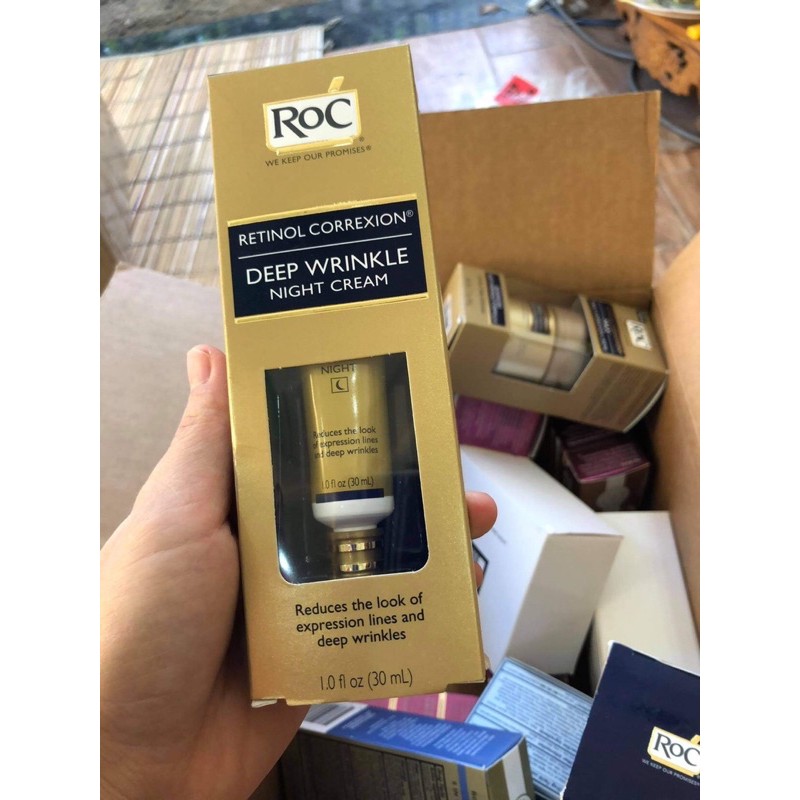 RoC®
WE KEEP OUR PROMISES®
RETINOL CORREXION®
DEEP WRINKLE
NIGHT CREAM
NIGHT
Reduces the look
of expression lines
and deep wrinkles
1.0 fl oz (30 mL)
Reduces the look of
expression lines and
deep wrinkles
1.0 fl oz (30 mL)
RoC
RoC
WE KEEP OUR PROMISES®